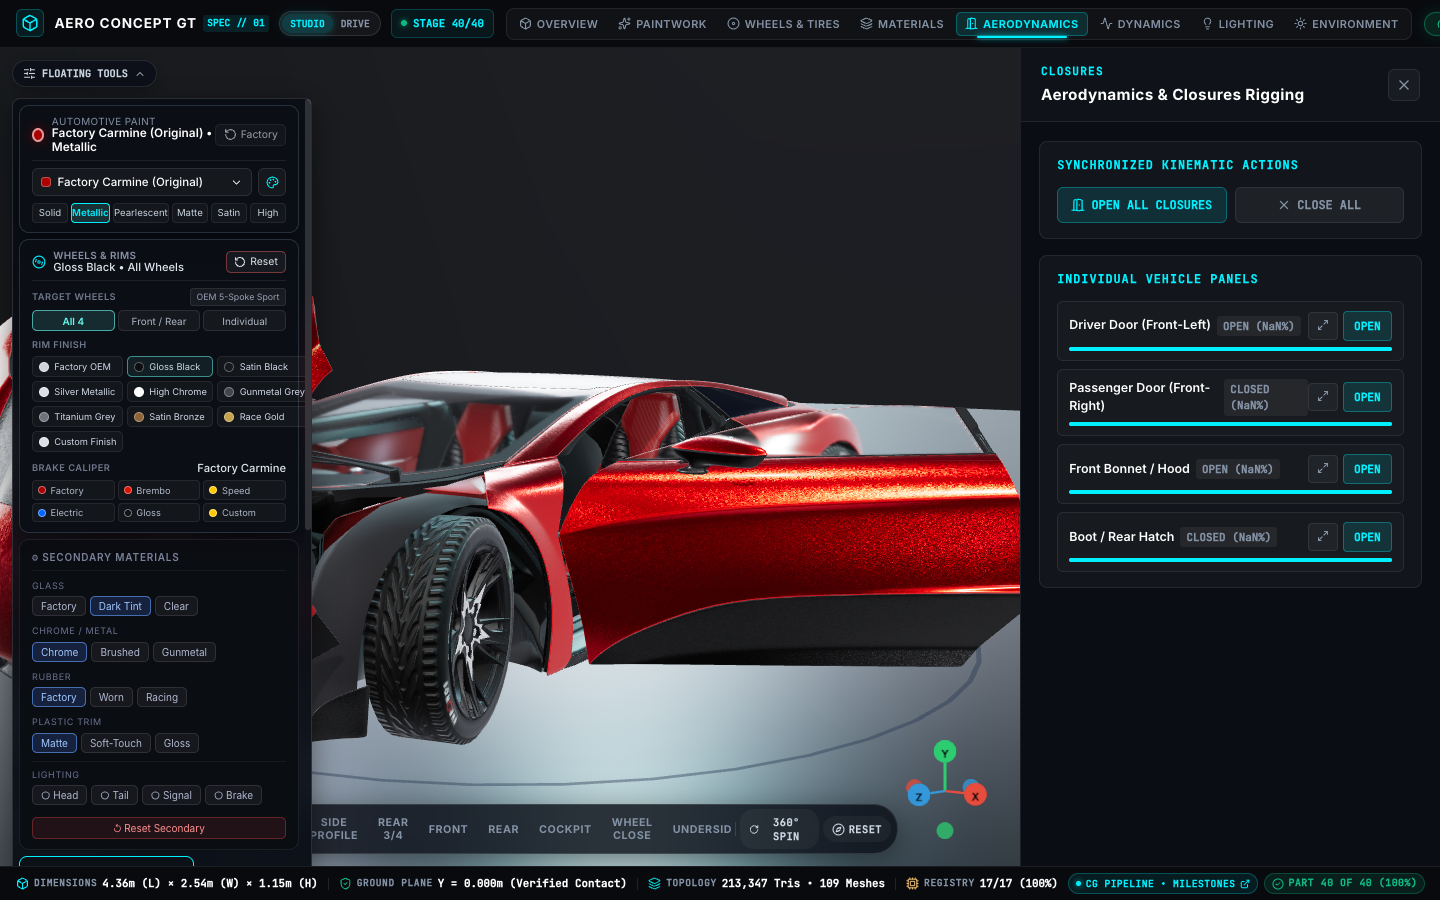 AERO CONCEPT GT SPEC // 01 STUDIO DRIVE STAGE 40/40 OVERVIEW PAINTWORK WHEELS & TIRES MATERIALS AERODYNAMICS DYNAMICS LIGHTING ENVIRONMENT
FLOATING TOOLS
AUTOMOTIVE PAINT
Factory Carmine (Original) •
Metallic
Factory
Factory Carmine (Original)
Solid Metallic Pearlescent Matte Satin High
WHEELS & RIMS
Gloss Black • All Wheels
Reset
TARGET WHEELS OEM 5-Spoke Sport
All 4 Front / Rear Individual
RIM FINISH
Factory OEM Gloss Black Satin Black
Silver Metallic High Chrome Gunmetal Grey
Titanium Grey Satin Bronze Race Gold
Custom Finish
BRAKE CALIPER Factory Carmine
Factory Brembo Speed
Electric Gloss Custom
SECONDARY MATERIALS
GLASS
Factory Dark Tint Clear
CHROME / METAL
Chrome Brushed Gunmetal
RUBBER
Factory Worn Racing
PLASTIC TRIM
Matte Soft-Touch Gloss
LIGHTING
Head Tail Signal Brake
Reset Secondary
SIDE
PROFILE
REAR
3/4
FRONT
REAR
COCKPIT
WHEEL
CLOSE
UNDERSID
360°
SPIN
RESET
Y
Z
X
CLOSURES
Aerodynamics & Closures Rigging
SYNCHRONIZED KINEMATIC ACTIONS
OPEN ALL CLOSURES CLOSE ALL
INDIVIDUAL VEHICLE PANELS
Driver Door (Front-Left) OPEN (NaN%) OPEN
Passenger Door (Front-
Right)
CLOSED
(NaN%)
OPEN
Front Bonnet / Hood OPEN (NaN%) OPEN
Boot / Rear Hatch CLOSED (NaN%) OPEN
DIMENSIONS 4.36m (L) × 2.54m (W) × 1.15m (H) GROUND PLANE Y = 0.000m (Verified Contact) TOPOLOGY 213,347 Tris • 109 Meshes REGISTRY 17/17 (100%) CG PIPELINE • MILESTONES PART 40 OF 40 (100%)